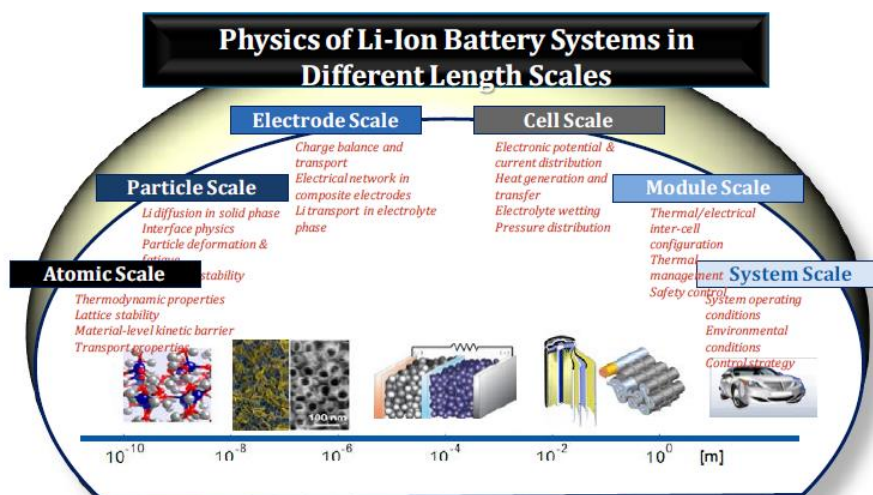 Physics of Li-Ion Battery Systems in
Different Length Scales
Electrode Scale
Charge balance and
transport
Electrical network in
composite electrodes
Li transport in electrolyte
phase
Cell Scale
Electronic potential &
current distribution
Heat generation and
transfer
Electrolyte wetting
Pressure distribution
Particle Scale
Li diffusion in solid phase
Interface physics
Particle deformation &
fatigue
stability
Module Scale
Thermal/electrical
inter-cell
configuration
Thermal
management
Safety control
Atomic Scale
Thermodynamic properties
Lattice stability
Material-level kinetic barrier
Transport properties
System Scale
System operating
conditions
Environmental
conditions
Control strategy
100 nm
10⁻¹⁰ 10⁻⁸ 10⁻⁶ 10⁻⁴ 10⁻² 10⁰ [m]